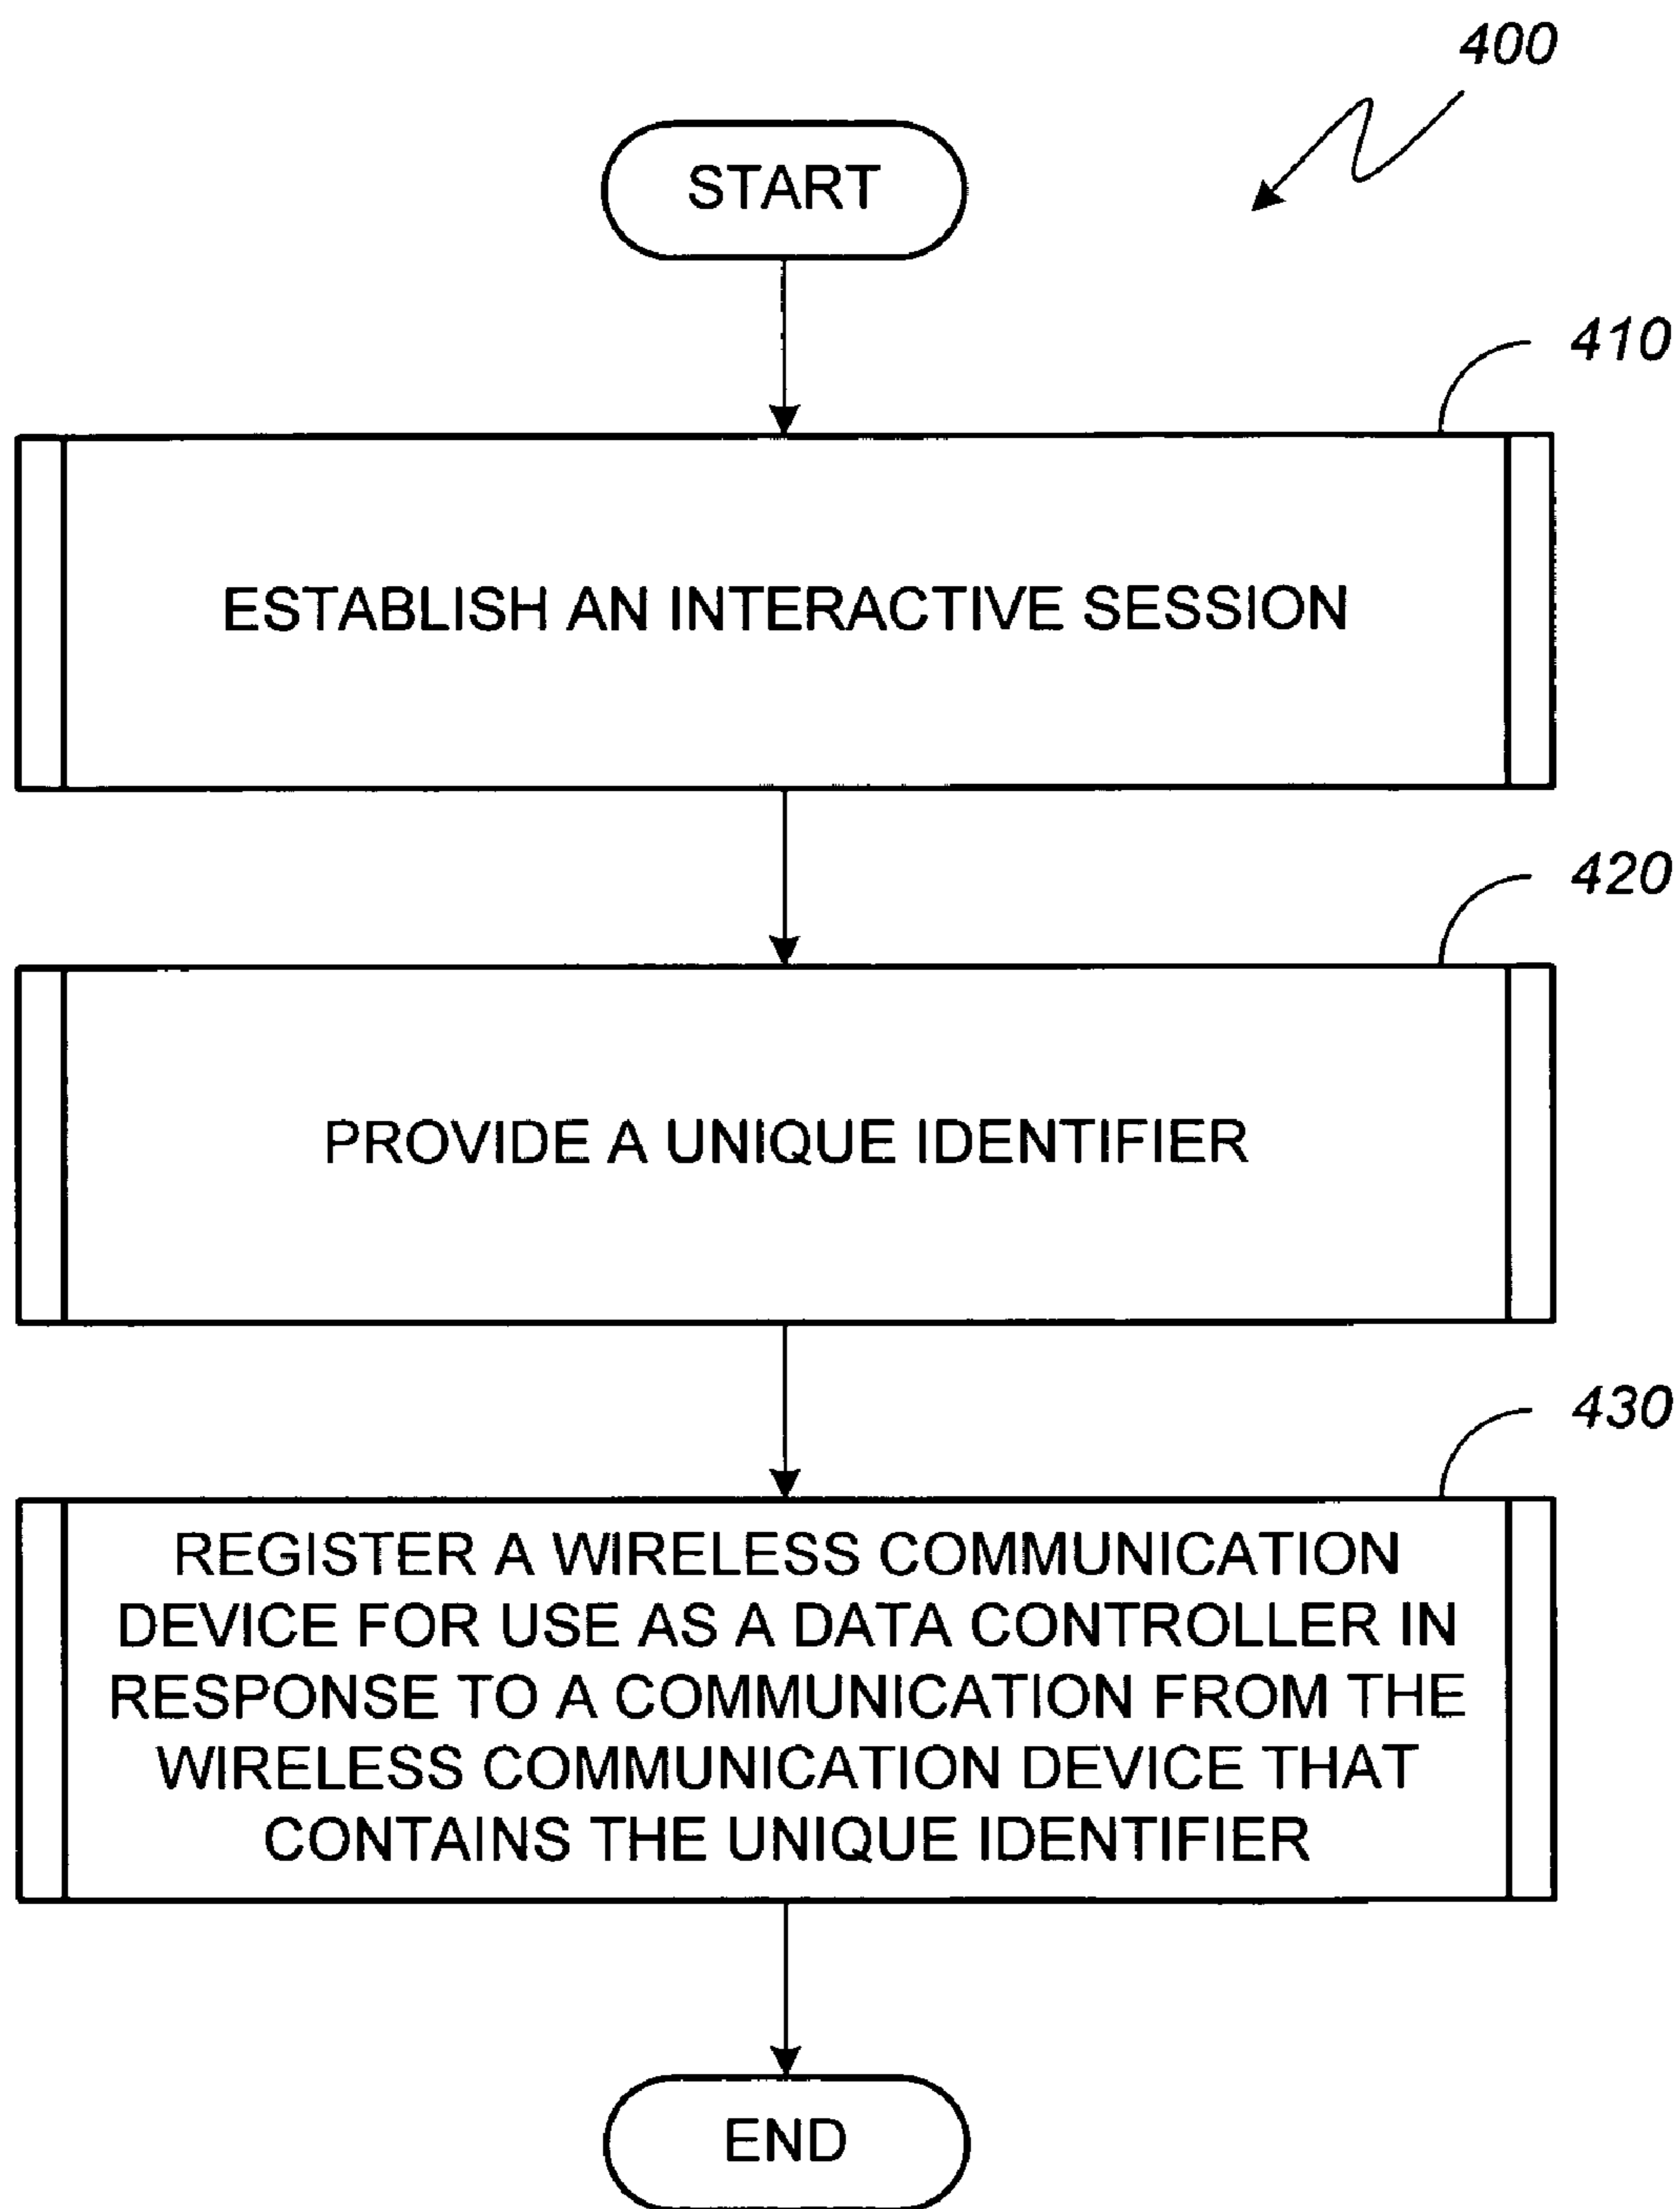 400
START
410
ESTABLISH AN INTERACTIVE SESSION
420
PROVIDE A UNIQUE IDENTIFIER
430
REGISTER A WIRELESS COMMUNICATION
DEVICE FOR USE AS A DATA CONTROLLER IN
RESPONSE TO A COMMUNICATION FROM THE
WIRELESS COMMUNICATION DEVICE THAT
CONTAINS THE UNIQUE IDENTIFIER
END